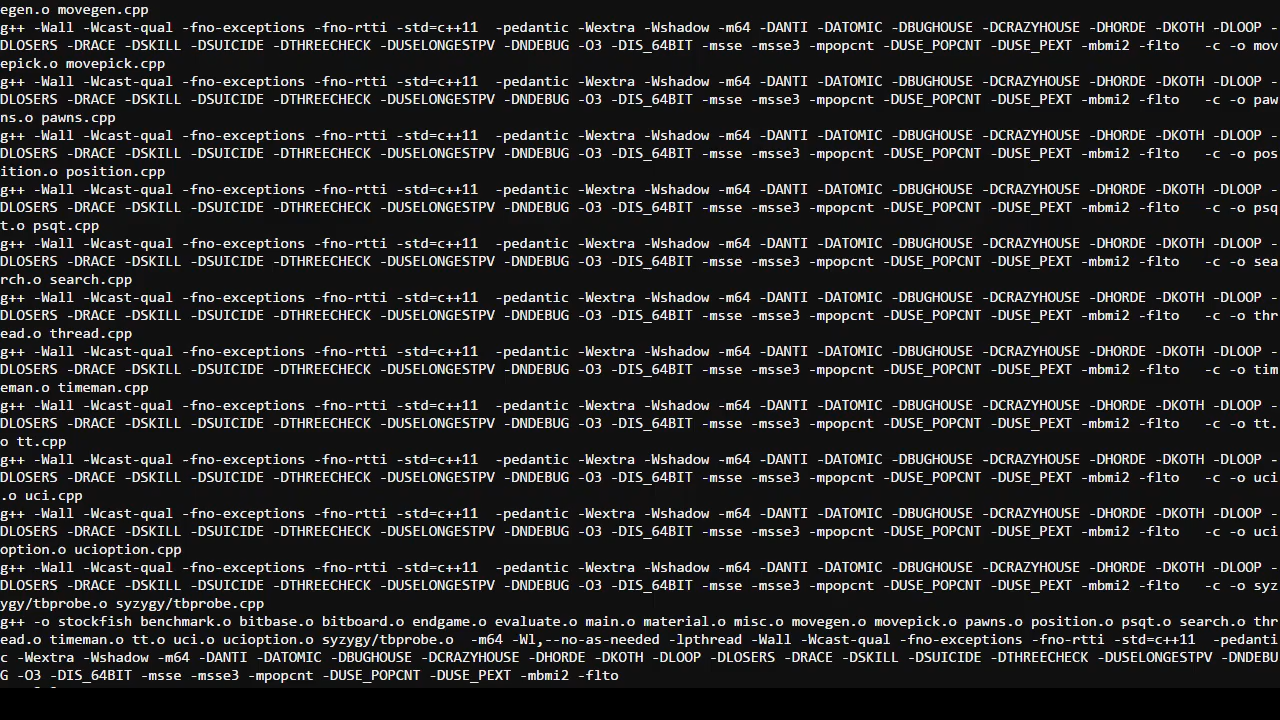 egen.o movegen.cpp
g++ -Wall -Wcast-qual -fno-exceptions -fno-rtti -std=c++11  -pedantic -Wextra -Wshadow -m64 -DANTI -DATOMIC -DBUGHOUSE -DCRAZYHOUSE -DHORDE -DKOTH -DLOOP -
DLOSERS -DRACE -DSKILL -DSUICIDE -DTHREECHECK -DUSELONGESTPV -DNDEBUG -O3 -DIS_64BIT -msse -msse3 -mpopcnt -DUSE_POPCNT -DUSE_PEXT -mbmi2 -flto   -c -o mov
epick.o movepick.cpp
g++ -Wall -Wcast-qual -fno-exceptions -fno-rtti -std=c++11  -pedantic -Wextra -Wshadow -m64 -DANTI -DATOMIC -DBUGHOUSE -DCRAZYHOUSE -DHORDE -DKOTH -DLOOP -
DLOSERS -DRACE -DSKILL -DSUICIDE -DTHREECHECK -DUSELONGESTPV -DNDEBUG -O3 -DIS_64BIT -msse -msse3 -mpopcnt -DUSE_POPCNT -DUSE_PEXT -mbmi2 -flto   -c -o paw
ns.o pawns.cpp
g++ -Wall -Wcast-qual -fno-exceptions -fno-rtti -std=c++11  -pedantic -Wextra -Wshadow -m64 -DANTI -DATOMIC -DBUGHOUSE -DCRAZYHOUSE -DHORDE -DKOTH -DLOOP -
DLOSERS -DRACE -DSKILL -DSUICIDE -DTHREECHECK -DUSELONGESTPV -DNDEBUG -O3 -DIS_64BIT -msse -msse3 -mpopcnt -DUSE_POPCNT -DUSE_PEXT -mbmi2 -flto   -c -o pos
ition.o position.cpp
g++ -Wall -Wcast-qual -fno-exceptions -fno-rtti -std=c++11  -pedantic -Wextra -Wshadow -m64 -DANTI -DATOMIC -DBUGHOUSE -DCRAZYHOUSE -DHORDE -DKOTH -DLOOP -
DLOSERS -DRACE -DSKILL -DSUICIDE -DTHREECHECK -DUSELONGESTPV -DNDEBUG -O3 -DIS_64BIT -msse -msse3 -mpopcnt -DUSE_POPCNT -DUSE_PEXT -mbmi2 -flto   -c -o psq
t.o psqt.cpp
g++ -Wall -Wcast-qual -fno-exceptions -fno-rtti -std=c++11  -pedantic -Wextra -Wshadow -m64 -DANTI -DATOMIC -DBUGHOUSE -DCRAZYHOUSE -DHORDE -DKOTH -DLOOP -
DLOSERS -DRACE -DSKILL -DSUICIDE -DTHREECHECK -DUSELONGESTPV -DNDEBUG -O3 -DIS_64BIT -msse -msse3 -mpopcnt -DUSE_POPCNT -DUSE_PEXT -mbmi2 -flto   -c -o sea
rch.o search.cpp
g++ -Wall -Wcast-qual -fno-exceptions -fno-rtti -std=c++11  -pedantic -Wextra -Wshadow -m64 -DANTI -DATOMIC -DBUGHOUSE -DCRAZYHOUSE -DHORDE -DKOTH -DLOOP -
DLOSERS -DRACE -DSKILL -DSUICIDE -DTHREECHECK -DUSELONGESTPV -DNDEBUG -O3 -DIS_64BIT -msse -msse3 -mpopcnt -DUSE_POPCNT -DUSE_PEXT -mbmi2 -flto   -c -o thr
ead.o thread.cpp
g++ -Wall -Wcast-qual -fno-exceptions -fno-rtti -std=c++11  -pedantic -Wextra -Wshadow -m64 -DANTI -DATOMIC -DBUGHOUSE -DCRAZYHOUSE -DHORDE -DKOTH -DLOOP -
DLOSERS -DRACE -DSKILL -DSUICIDE -DTHREECHECK -DUSELONGESTPV -DNDEBUG -O3 -DIS_64BIT -msse -msse3 -mpopcnt -DUSE_POPCNT -DUSE_PEXT -mbmi2 -flto   -c -o tim
eman.o timeman.cpp
g++ -Wall -Wcast-qual -fno-exceptions -fno-rtti -std=c++11  -pedantic -Wextra -Wshadow -m64 -DANTI -DATOMIC -DBUGHOUSE -DCRAZYHOUSE -DHORDE -DKOTH -DLOOP -
DLOSERS -DRACE -DSKILL -DSUICIDE -DTHREECHECK -DUSELONGESTPV -DNDEBUG -O3 -DIS_64BIT -msse -msse3 -mpopcnt -DUSE_POPCNT -DUSE_PEXT -mbmi2 -flto   -c -o tt.
o tt.cpp
g++ -Wall -Wcast-qual -fno-exceptions -fno-rtti -std=c++11  -pedantic -Wextra -Wshadow -m64 -DANTI -DATOMIC -DBUGHOUSE -DCRAZYHOUSE -DHORDE -DKOTH -DLOOP -
DLOSERS -DRACE -DSKILL -DSUICIDE -DTHREECHECK -DUSELONGESTPV -DNDEBUG -O3 -DIS_64BIT -msse -msse3 -mpopcnt -DUSE_POPCNT -DUSE_PEXT -mbmi2 -flto   -c -o uci
.o uci.cpp
g++ -Wall -Wcast-qual -fno-exceptions -fno-rtti -std=c++11  -pedantic -Wextra -Wshadow -m64 -DANTI -DATOMIC -DBUGHOUSE -DCRAZYHOUSE -DHORDE -DKOTH -DLOOP -
DLOSERS -DRACE -DSKILL -DSUICIDE -DTHREECHECK -DUSELONGESTPV -DNDEBUG -O3 -DIS_64BIT -msse -msse3 -mpopcnt -DUSE_POPCNT -DUSE_PEXT -mbmi2 -flto   -c -o uci
option.o ucioption.cpp
g++ -Wall -Wcast-qual -fno-exceptions -fno-rtti -std=c++11  -pedantic -Wextra -Wshadow -m64 -DANTI -DATOMIC -DBUGHOUSE -DCRAZYHOUSE -DHORDE -DKOTH -DLOOP -
DLOSERS -DRACE -DSKILL -DSUICIDE -DTHREECHECK -DUSELONGESTPV -DNDEBUG -O3 -DIS_64BIT -msse -msse3 -mpopcnt -DUSE_POPCNT -DUSE_PEXT -mbmi2 -flto   -c -o syz
ygy/tbprobe.o syzygy/tbprobe.cpp
g++ -o stockfish benchmark.o bitbase.o bitboard.o endgame.o evaluate.o main.o material.o misc.o movegen.o movepick.o pawns.o position.o psqt.o search.o thr
ead.o timeman.o tt.o uci.o ucioption.o syzygy/tbprobe.o  -m64 -Wl,--no-as-needed -lpthread -Wall -Wcast-qual -fno-exceptions -fno-rtti -std=c++11  -pedanti
c -Wextra -Wshadow -m64 -DANTI -DATOMIC -DBUGHOUSE -DCRAZYHOUSE -DHORDE -DKOTH -DLOOP -DLOSERS -DRACE -DSKILL -DSUICIDE -DTHREECHECK -DUSELONGESTPV -DNDEBU
G -O3 -DIS_64BIT -msse -msse3 -mpopcnt -DUSE_POPCNT -DUSE_PEXT -mbmi2 -flto